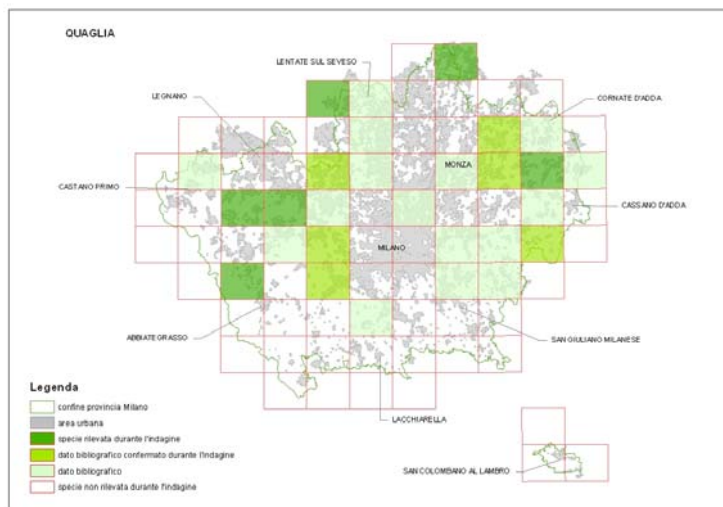 QUAGLIA
LENTATE SUL SEVESO
LEGNANO
CORNATE D'ADDA
MONZA
CASTANO PRIMO
CASSANO D'ADDA
MILANO
ABBIATEGRASSO
SAN GIULIANO MILANESE
LACCHIARELLA
SAN COLOMBANO AL LAMBRO
Legenda
confine provincia Milano
area urbana
specie rilevata durante l'indagine
dato bibliografico confermato durante l'indagine
dato bibliografico
specie non rilevata durante l'indagine